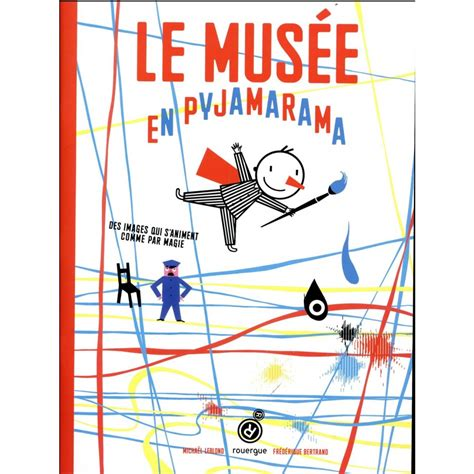 LE MUSÉE
EN PYJAMARAMA
DES IMAGES QUI S'ANIMENT
COMME PAR MAGIE
MICHAËL LEBLOND
rouergue
FRÉDÉRIQUE BERTRAND